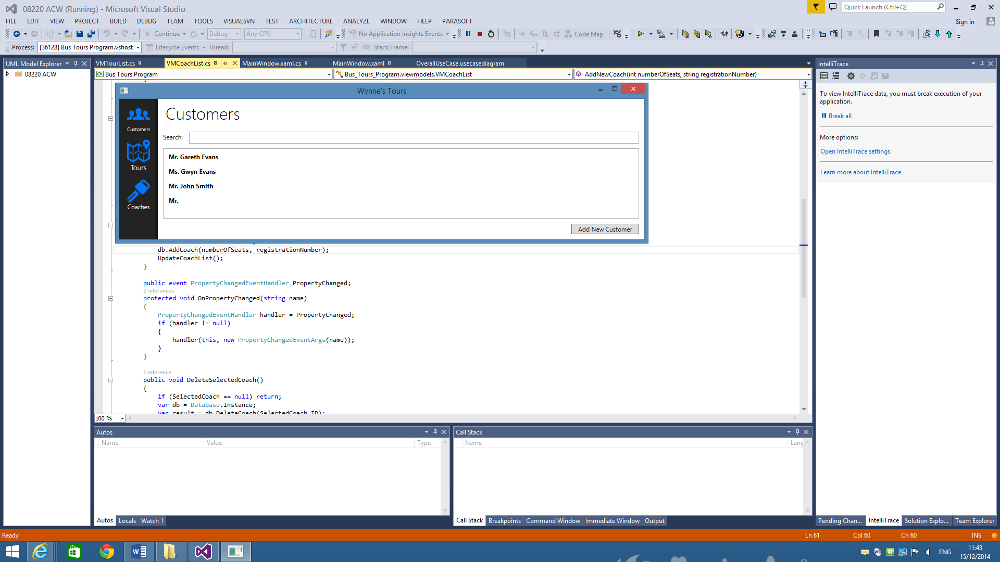 08220 ACW (Running) - Microsoft Visual Studio
Quick Launch (Ctrl+Q)
FILE EDIT VIEW PROJECT BUILD DEBUG TEAM TOOLS VISUALSVN TEST ARCHITECTURE ANALYZE WINDOW HELP PARASOFT
Sign in
Continue Debug Any CPU No Application Insights Events Code Map
Process: [36128] Bus Tours Program.vshost Lifecycle Events Thread: Stack Frame:
UML Model Explorer
08220 ACW
VMTourList.cs VMCoachList.cs MainWindow.xaml.cs MainWindow.xaml OverallUseCase.usecasediagram
Bus Tours Program Bus_Tours_Program.viewmodels.VMCoachList AddNewCoach(int numberOfSeats, string registrationNumber)
Wynne's Tours
Customers
Tours
Coaches
Customers
Search:
Mr. Gareth Evans
Ms. Gwyn Evans
Mr. John Smith
Mr.
Add New Customer
db.AddCoach(numberOfSeats, registrationNumber);
UpdateCoachList();
}
public event PropertyChangedEventHandler PropertyChanged;
2 references
protected void OnPropertyChanged(string name)
{
PropertyChangedEventHandler handler = PropertyChanged;
if (handler != null)
{
handler(this, new PropertyChangedEventArgs(name));
}
}
1 reference
public void DeleteSelectedCoach()
{
if (SelectedCoach == null) return;
var db = Database.Instance;
var result = db.DeleteCoach(SelectedCoach.ID);
100 %
IntelliTrace
To view IntelliTrace data, you must break execution of your
application.
Break all
More options:
Open IntelliTrace settings
Learn more about IntelliTrace
Autos
Name Value Type
Autos Locals Watch 1
Call Stack
Name Lang
Call Stack Breakpoints Command Window Immediate Window Output
Pending Chan... IntelliTrace Solution Explo... Team Explorer
Ready
Ln 61 Col 60 Ch 60 INS
ENG
11:43
15/12/2014